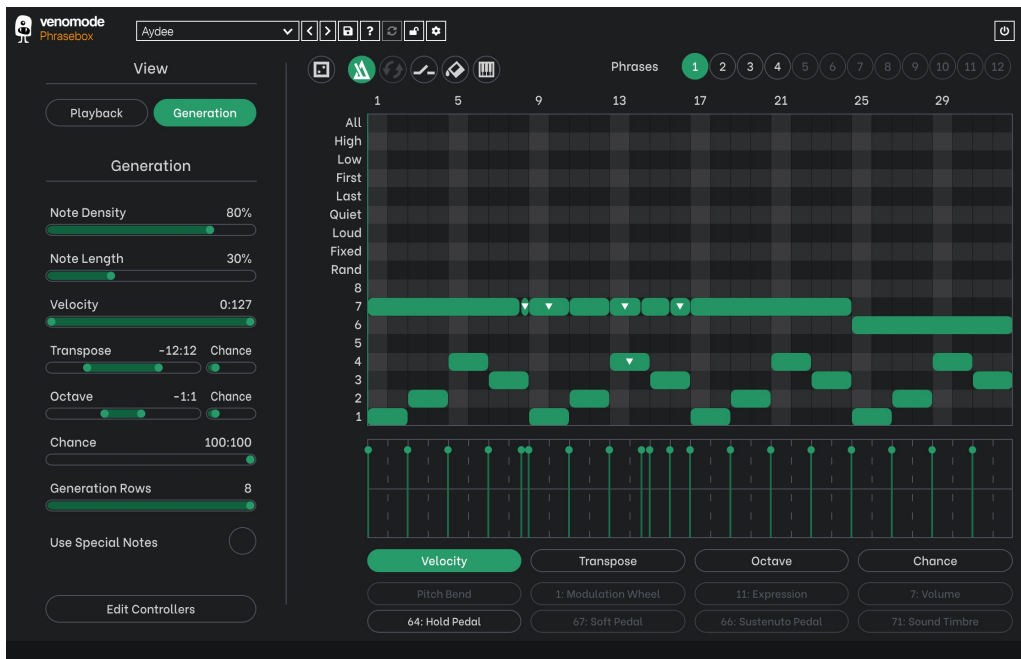 venomode
Phrasebox
Aydee
?
View
Playback
Generation
Generation
Note Density 80%
Note Length 30%
Velocity 0:127
Transpose -12:12 Chance
Octave -1:1 Chance
Chance 100:100
Generation Rows 8
Use Special Notes
Edit Controllers
Phrases 1 2 3 4 5 6 7 8 9 10 11 12
1 5 9 13 17 21 25 29
All
High
Low
First
Last
Quiet
Loud
Fixed
Rand
8
7
6
5
4
3
2
1
Velocity Transpose Octave Chance
Pitch Bend 1: Modulation Wheel 11: Expression 7: Volume
64: Hold Pedal 67: Soft Pedal 66: Sustenuto Pedal 71: Sound Timbre